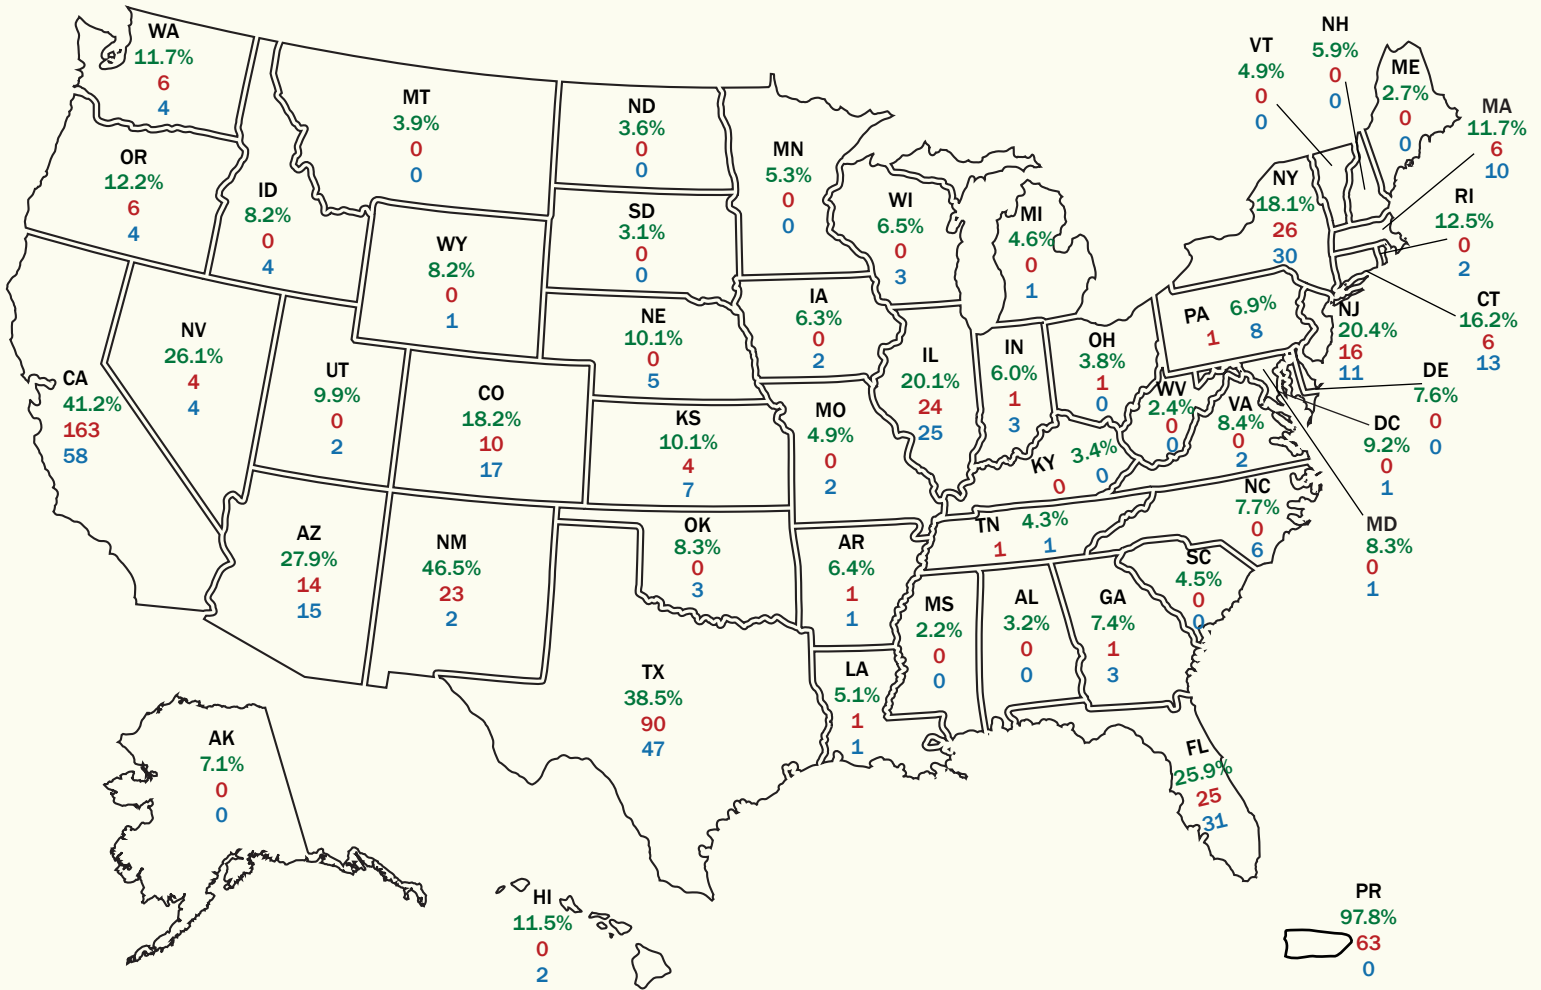 WA
11.7%
6
4
OR
12.2%
6
4
ID
8.2%
0
4
MT
3.9%
0
0
ND
3.6%
0
0
SD
3.1%
0
0
WY
8.2%
0
1
NV
26.1%
4
4
CA
41.2%
163
58
UT
9.9%
0
2
CO
18.2%
10
17
NE
10.1%
0
5
KS
10.1%
4
7
AZ
27.9%
14
15
NM
46.5%
23
2
OK
8.3%
0
3
TX
38.5%
90
47
MN
5.3%
0
0
IA
6.3%
0
2
MO
4.9%
0
2
AR
6.4%
1
1
LA
5.1%
1
1
WI
6.5%
0
3
IL
20.1%
24
25
MI
4.6%
0
1
IN
6.0%
1
3
OH
3.8%
1
0
KY 3.4%
0 0
TN 4.3%
1 1
MS
2.2%
0
0
AL
3.2%
0
0
GA
7.4%
1
3
FL
25.9%
25
31
SC
4.5%
0
0
NC
7.7%
0
6
VA
8.4%
0
2
WV
2.4%
0
0
PA 6.9%
1 8
NY
18.1%
26
30
VT
4.9%
0
0
NH
5.9%
0
0
ME
2.7%
0
0
MA
11.7%
6
10
RI
12.5%
0
2
CT
16.2%
6
13
NJ
20.4%
16
11
DE
7.6%
0
0
DC
9.2%
0
1
MD
8.3%
0
1
AK
7.1%
0
0
HI
11.5%
0
2
PR
97.8%
63
0